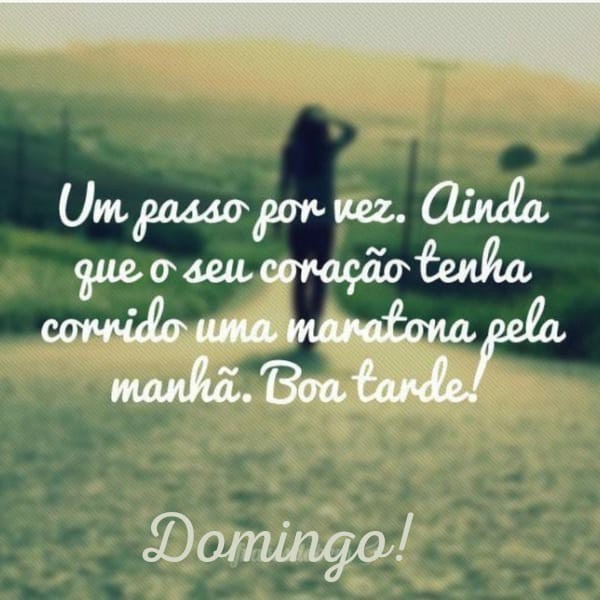 Um passo por vez. Ainda
que o seu coração tenha
corrido uma maratona pela
manhã. Boa tarde!
Domingo!